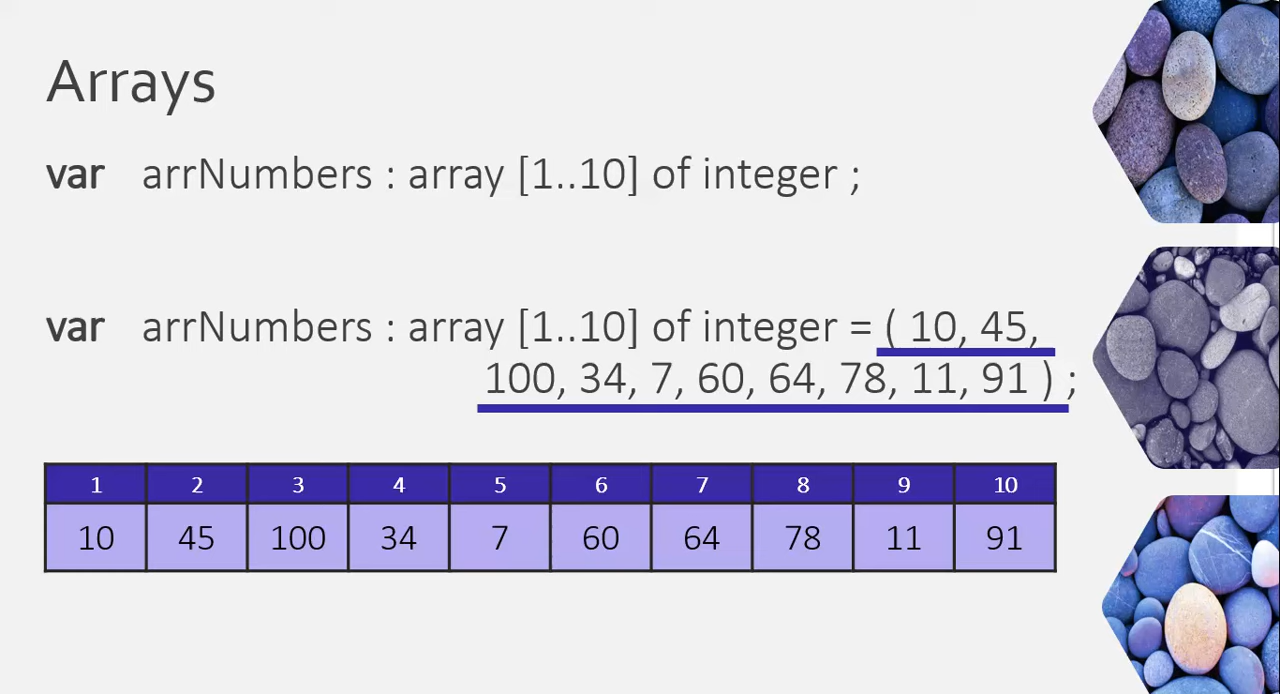 Arrays
var arrNumbers : array [1..10] of integer ;
var arrNumbers : array [1..10] of integer = ( 10, 45,
100, 34, 7, 60, 64, 78, 11, 91 ) ;
1 2 3 4 5 6 7 8 9 10
10 45 100 34 7 60 64 78 11 91